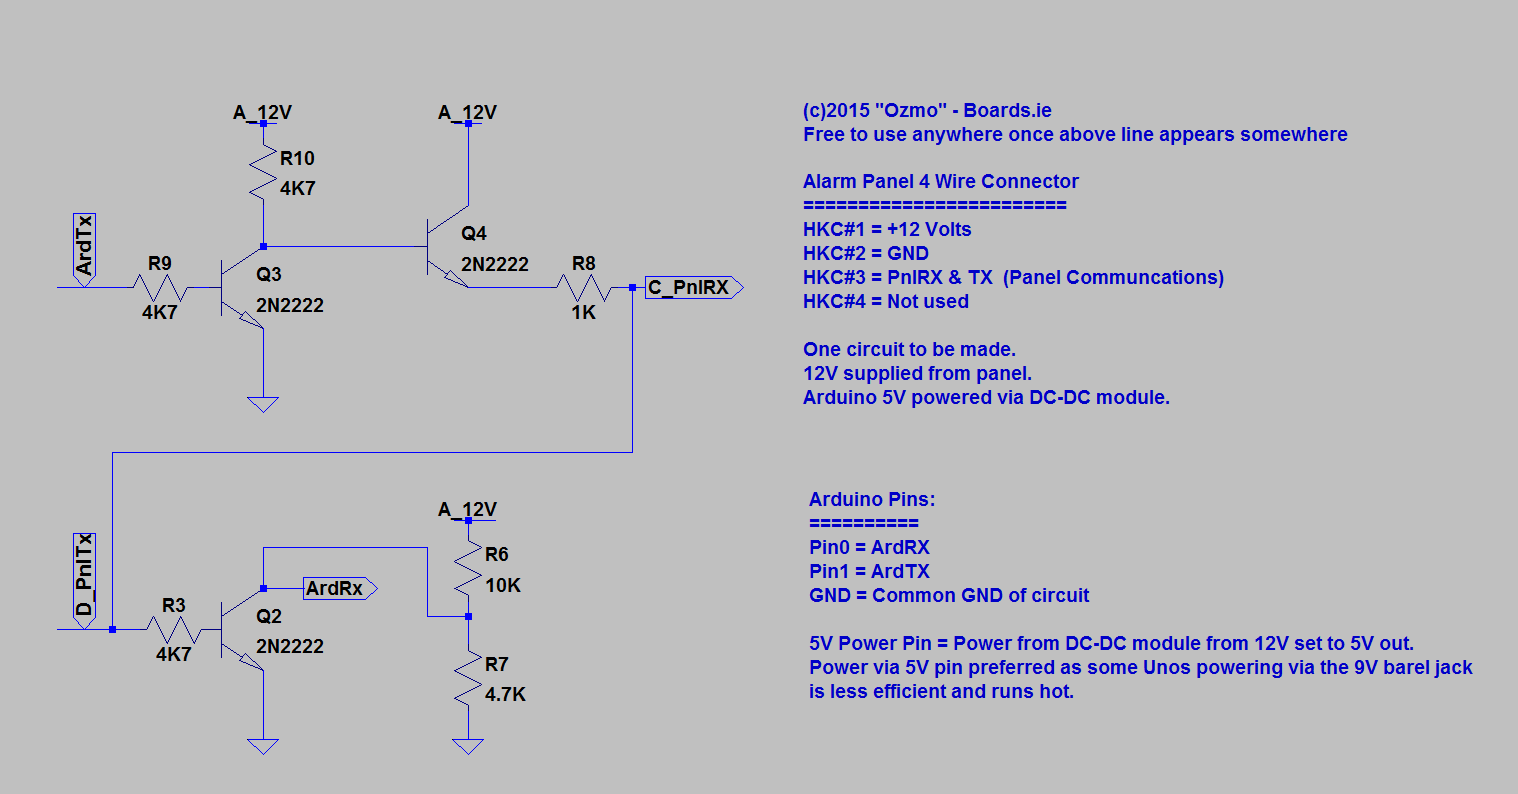 A_12V
R10
4K7
ArdTx
R9
4K7
Q3
2N2222
A_12V
Q4
2N2222
R8
1K
C_PnlRX
D_PnlTx
R3
4K7
Q2
2N2222
ArdRx
A_12V
R6
10K
R7
4.7K
(c)2015 "Ozmo" - Boards.ie
Free to use anywhere once above line appears somewhere
Alarm Panel 4 Wire Connector
========================
HKC#1 = +12 Volts
HKC#2 = GND
HKC#3 = PnlRX & TX  (Panel Communcations)
HKC#4 = Not used
One circuit to be made.
12V supplied from panel.
Arduino 5V powered via DC-DC module.
Arduino Pins:
==========
Pin0 = ArdRX
Pin1 = ArdTX
GND = Common GND of circuit
5V Power Pin = Power from DC-DC module from 12V set to 5V out.
Power via 5V pin preferred as some Unos powering via the 9V barel jack
is less efficient and runs hot.